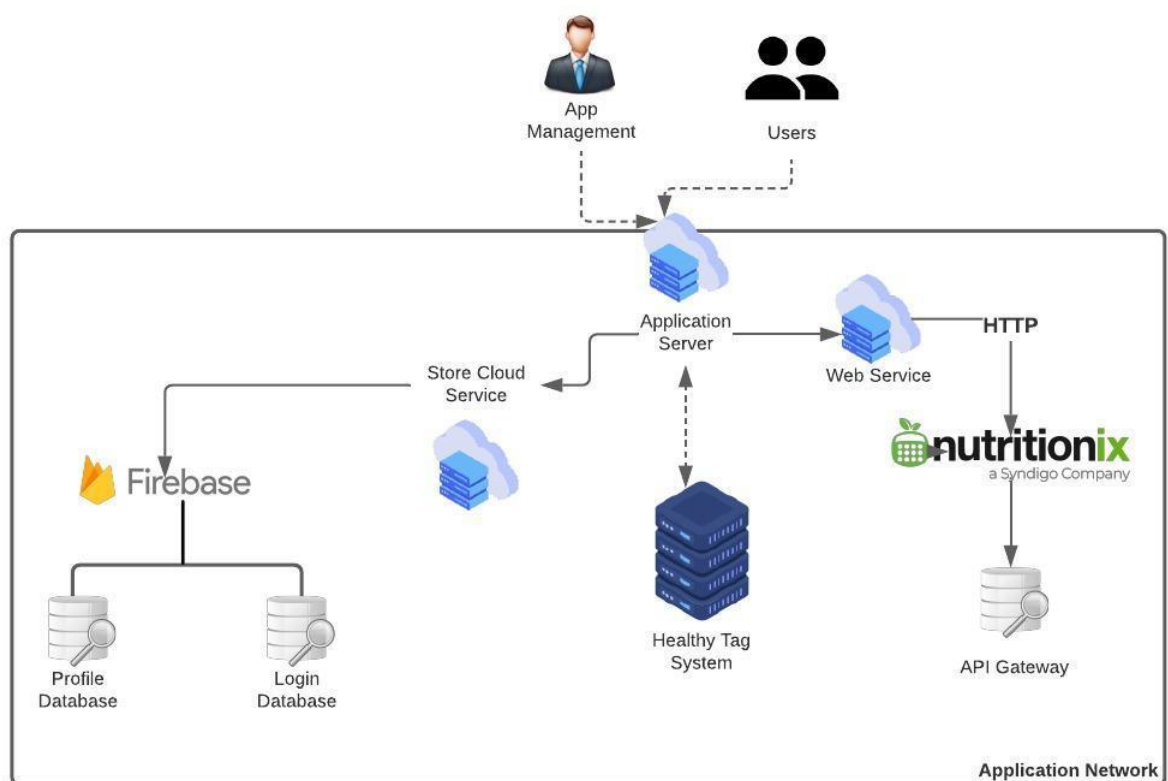 App
Management
Users
Application
Server
HTTP
Store Cloud
Service
Web Service
nutritionix
a Syndigo Company
Firebase
Healthy Tag
System
API Gateway
Profile
Database
Login
Database
Application Network